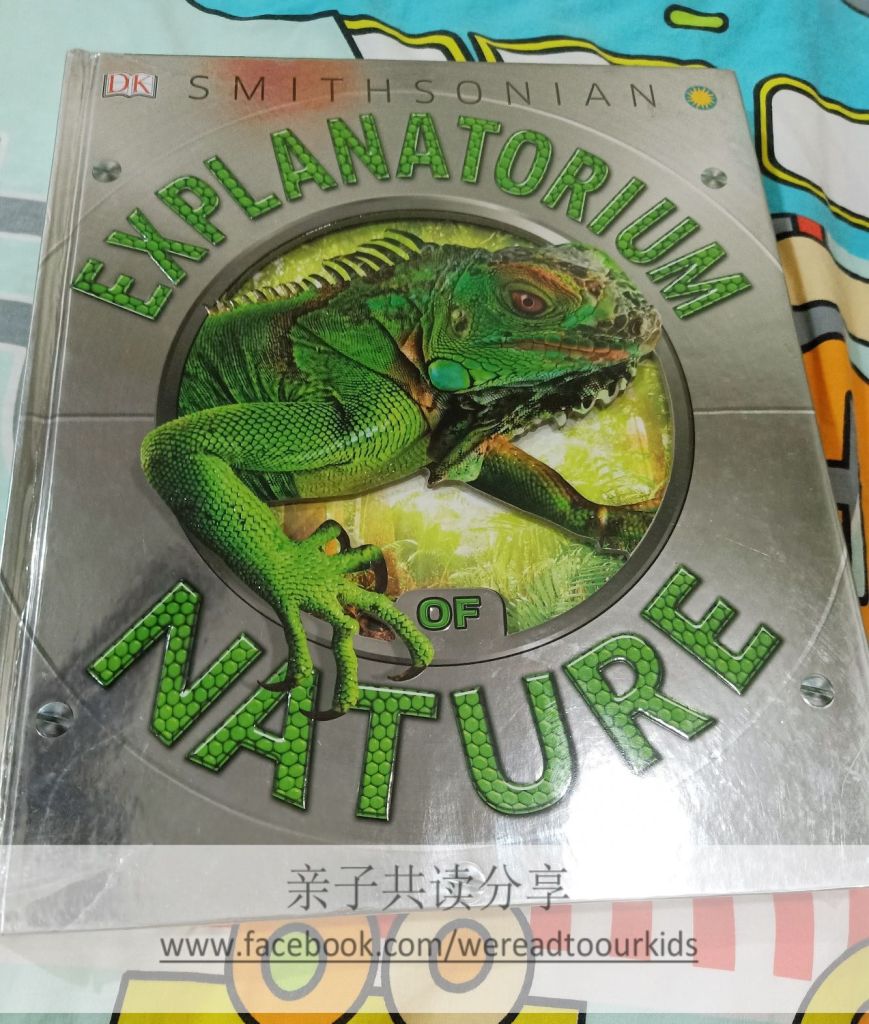 DK SMITHSONIAN
EXPLANATORIUM
OF
NATURE
亲子共读分享
www.facebook.com/wereadtoourkids